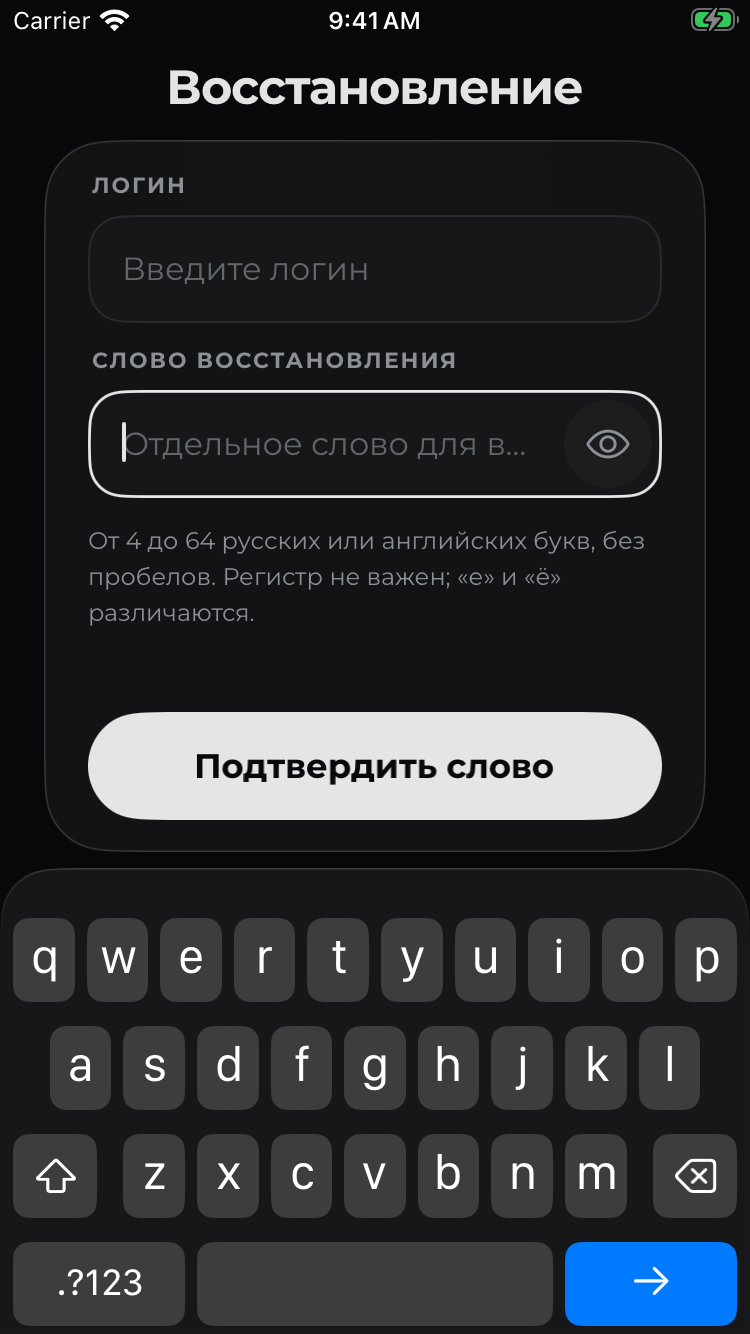 Carrier 9:41 AM
Восстановление
ЛОГИН
Введите логин
СЛОВО ВОССТАНОВЛЕНИЯ
Отдельное слово для в...
От 4 до 64 русских или английских букв, без
пробелов. Регистр не важен; «е» и «ё»
различаются.
Подтвердить слово
q w e r t y u i o p
a s d f g h j k l
z x c v b n m
.?123